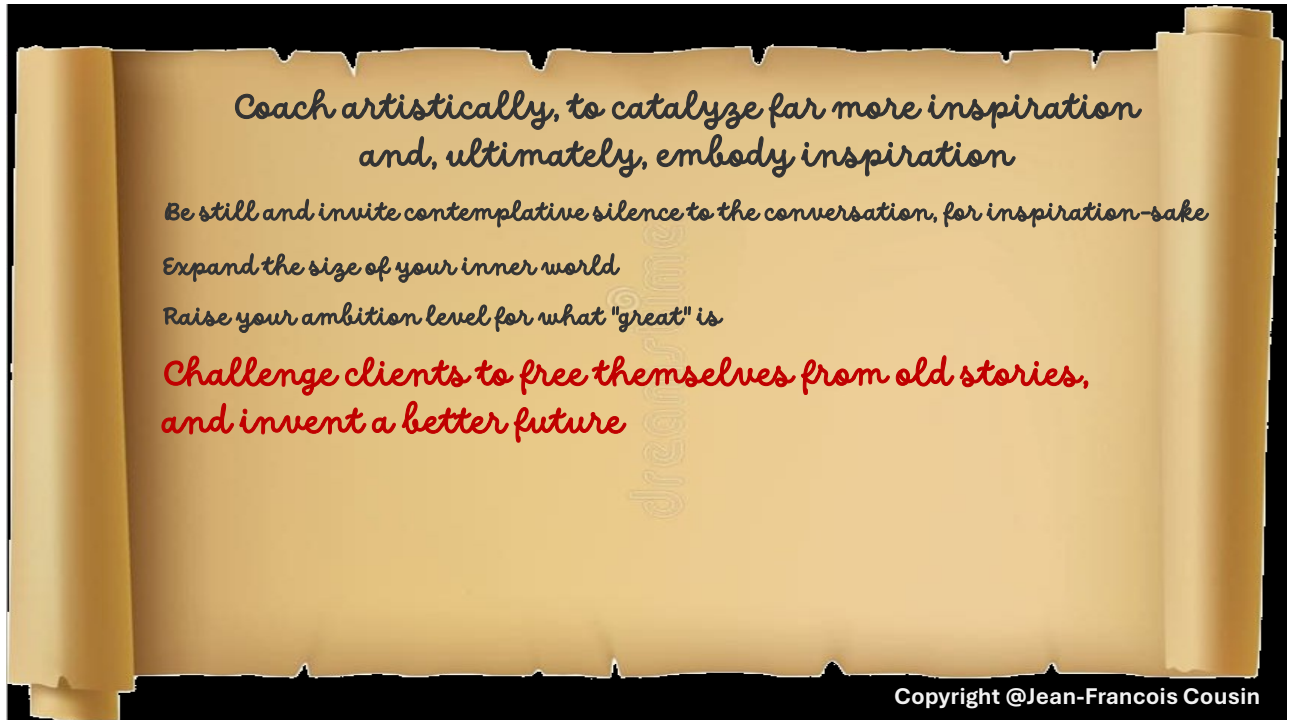 Coach artistically, to catalyze far more inspiration
and, ultimately, embody inspiration
Be still and invite contemplative silence to the conversation, for inspiration-sake
Expand the size of your inner world
Raise your ambition level for what "great" is
Challenge clients to free themselves from old stories,
and invent a better future
dreamstime
Copyright @Jean-Francois Cousin